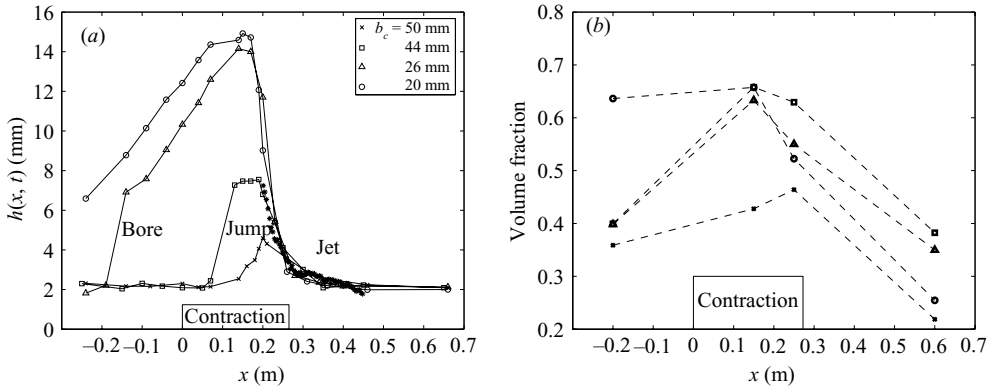 (a)
b_c = 50 mm
44 mm
26 mm
20 mm
16
14
12
10
8
6
4
2
0
h(x, t) (mm)
Bore
Jump
Jet
Contraction
−0.2 −0.1 0 0.1 0.2 0.3 0.4 0.5 0.6 0.7
x (m)
(b)
0.8
0.7
0.6
0.5
0.4
0.3
0.2
Volume fraction
Contraction
−0.2 −0.1 0 0.1 0.2 0.3 0.4 0.5 0.6 0.7
x (m)